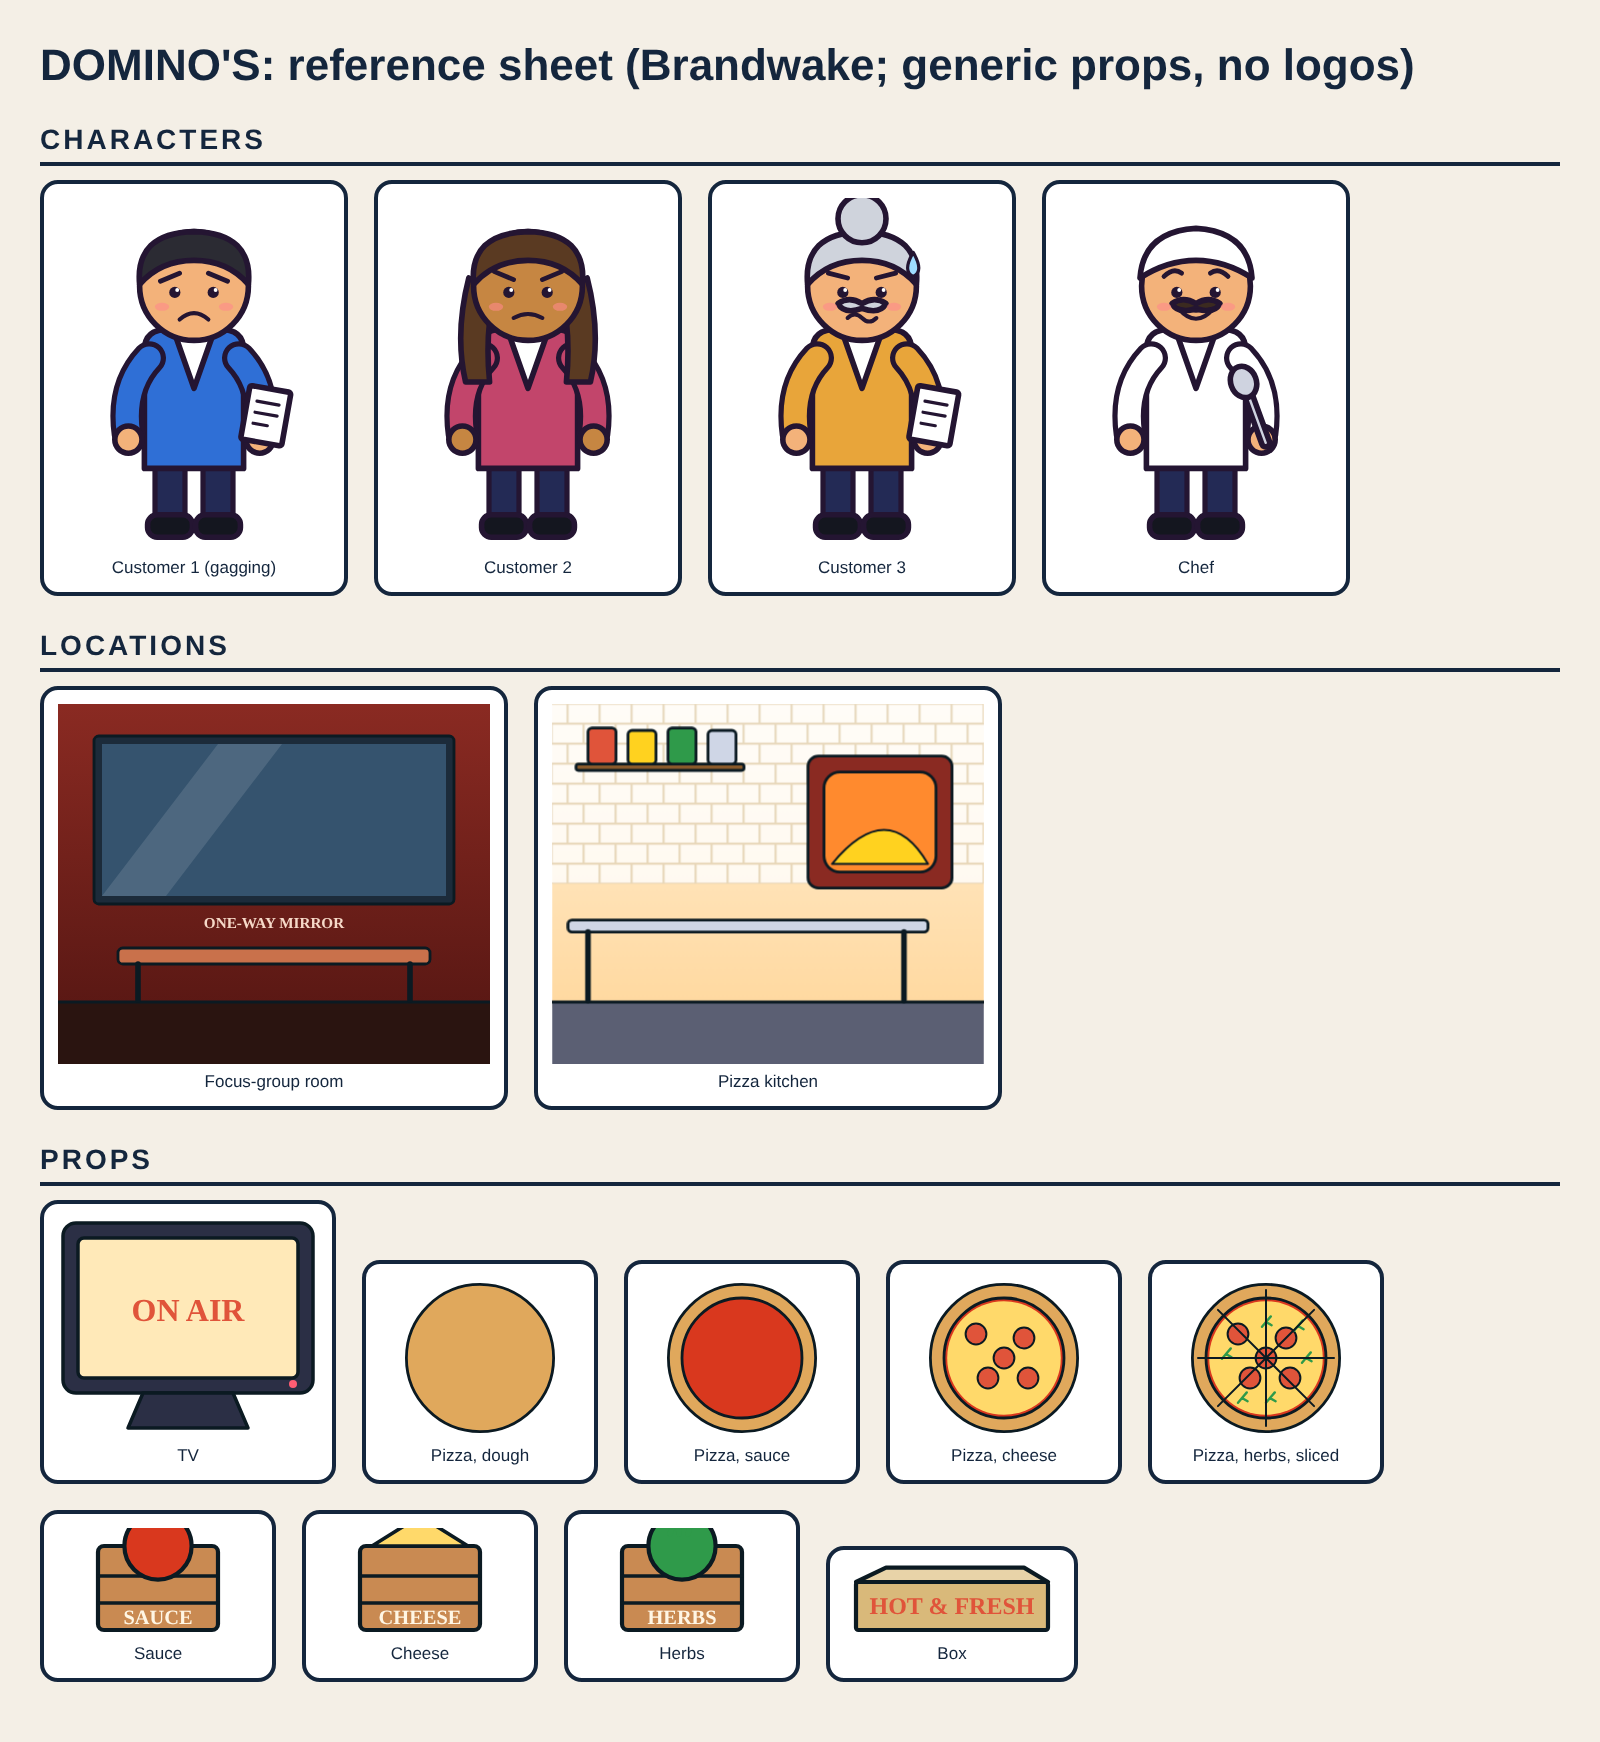 DOMINO'S: reference sheet (Brandwake; generic props, no logos)
CHARACTERS
Customer 1 (gagging)
Customer 2
Customer 3
Chef
LOCATIONS
ONE-WAY MIRROR
Focus-group room
Pizza kitchen
PROPS
ON AIR
TV
Pizza, dough
Pizza, sauce
Pizza, cheese
Pizza, herbs, sliced
SAUCE
Sauce
CHEESE
Cheese
HERBS
Herbs
HOT & FRESH
Box